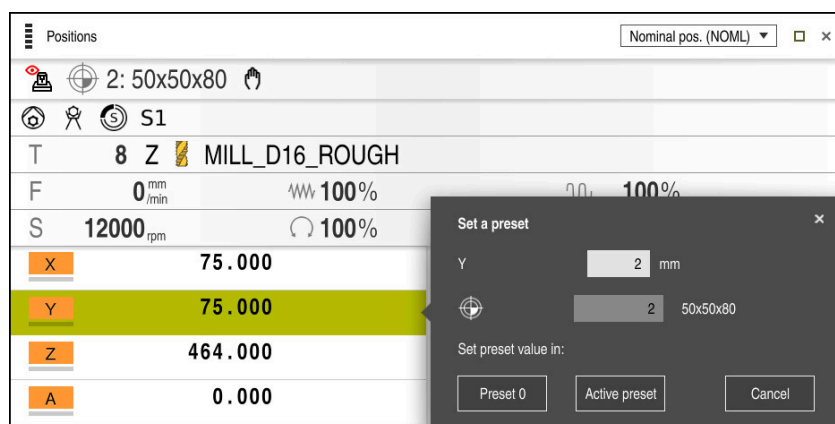 Positions Nominal pos. (NOML)
2: 50x50x80
S1
T 8 Z MILL_D16_ROUGH
F 0 mm/min 100% 100%
S 12000 rpm 100%
X 75.000
Y 75.000
Z 464.000
A 0.000
Set a preset
Y 2 mm
2 50x50x80
Set preset value in:
Preset 0 Active preset Cancel